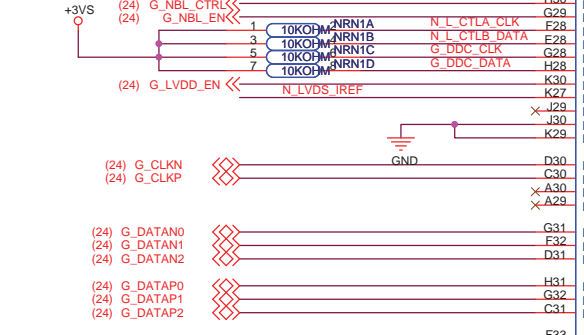 (24) G_NBL_CTRL H30
+3VS (24) G_NBL_EN G29
1 10KOHM 2 NRN1A N_L_CTLA_CLK F28
3 10KOHM 4 NRN1B N_L_CTLB_DATA E28
5 10KOHM 6 NRN1C G_DDC_CLK G28
7 10KOHM 8 NRN1D G_DDC_DATA H28
(24) G_LVDD_EN K30
N_LVDS_IREF K27
J29
J30
K29
GND
(24) G_CLKN D30
(24) G_CLKP C30
A30
A29
(24) G_DATAN0 G31
(24) G_DATAN1 F32
(24) G_DATAN2 D31
(24) G_DATAP0 H31
(24) G_DATAP1 G32
(24) G_DATAP2 C31
F33